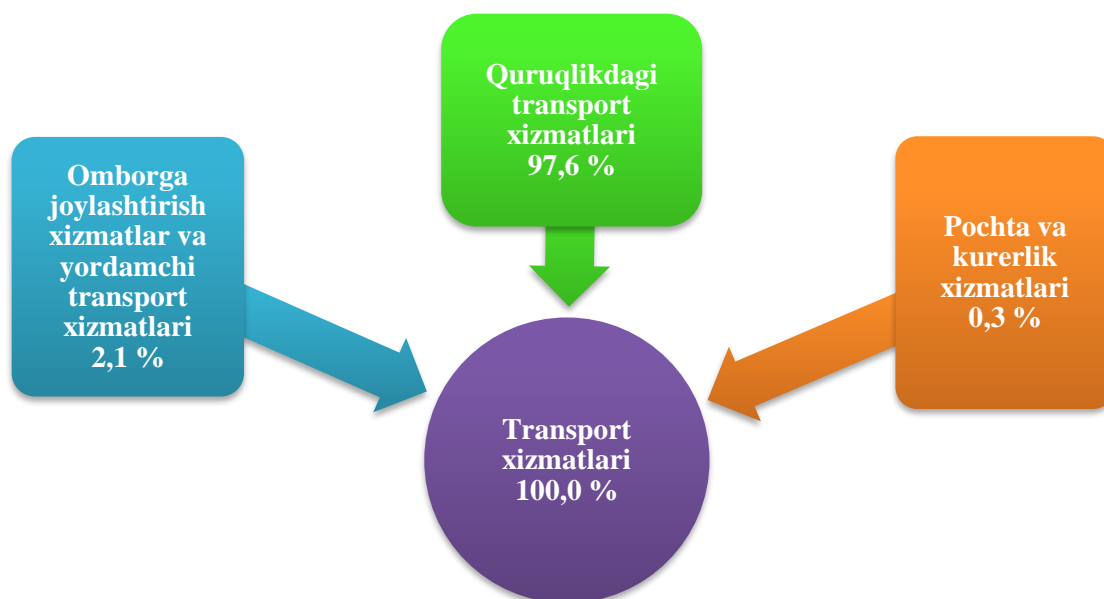 Quruqlikdagi
transport
xizmatlari
97,6 %
Omborga
joylashtirish
xizmatlar va
yordamchi
transport
xizmatlari
2,1 %
Pochta va
kurerlik
xizmatlari
0,3 %
Transport
xizmatlari
100,0 %